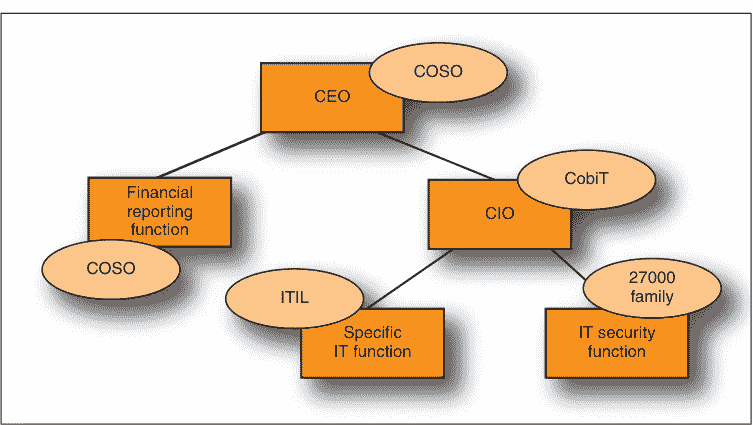 COSO
CEO
Financial
reporting
function
COSO
CobiT
CIO
ITIL
Specific
IT function
27000
family
IT security
function